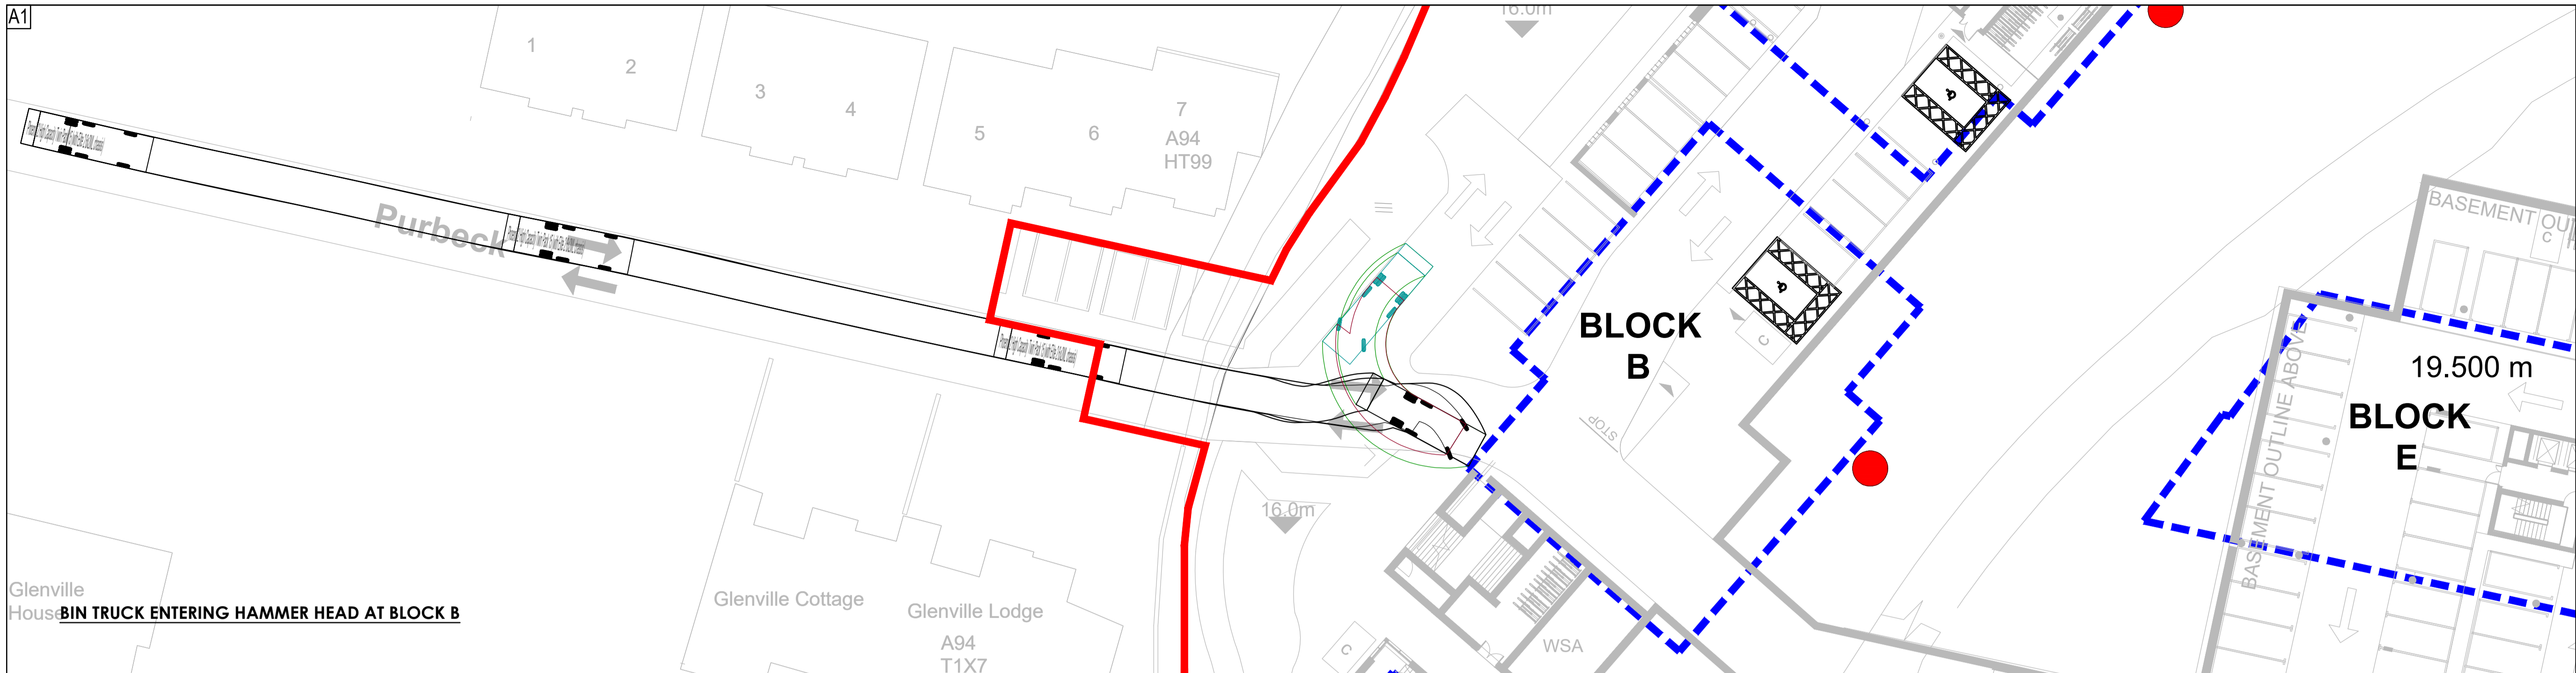 A1
16.0m
1
2
3
4
5
6
7
A94
HT99
Purbeck
BASEMENT OU
C
BLOCK
B
C
STOP
19.500 m
BLOCK
E
BASEMENT OUTLINE ABOVE
16.0m
Glenville
House
BIN TRUCK ENTERING HAMMER HEAD AT BLOCK B
Glenville Cottage
Glenville Lodge
A94
T1X7
WSA
C